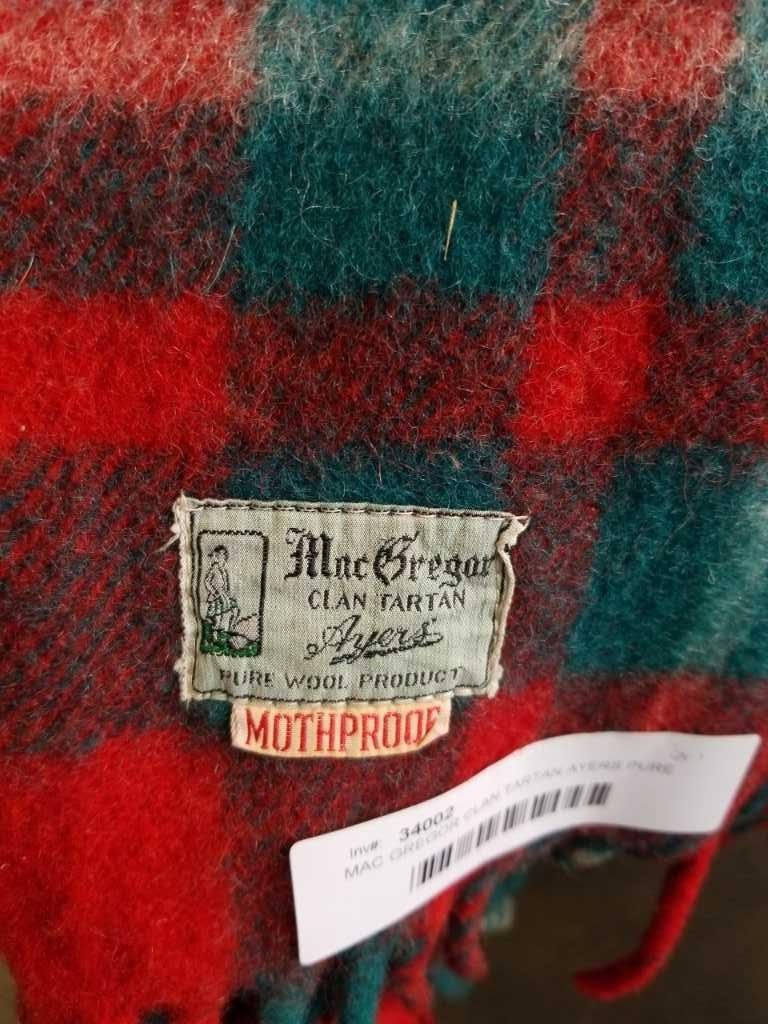 MacGregor
CLAN TARTAN
Ayers
PURE WOOL PRODUCT
MOTHPROOF
Inv#: 34002
MAC GREGOR CLAN TARTAN AYERS PURE